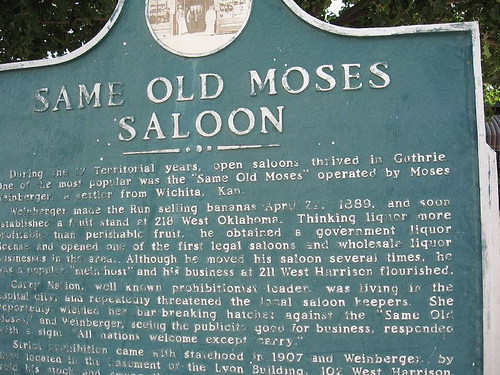 SAME OLD MOSES
SALOON
During the 17 Territorial years, open saloons thrived in Guthrie
One of the most popular was the "Same Old Moses" operated by Moses
Weinberger, a settler from Wichita, Kan.
Weinberger made the Run selling bananas April 22, 1889, and soon
established a fruit stand at 218 West Oklahoma. Thinking liquor more
profitable than perishable fruit, he obtained a government liquor
license and opened one of the first legal saloons and wholesale liquor
businesses in the area. Although he moved his saloon several times, he
was a popular "mein host" and his business at 211 West Harrison flourished.
Carry Nation, well known prohibitionist leader, was living in the
capital city, and repeatedly threatened the local saloon keepers. She
reportedly wielded her bar breaking hatchet against the "Same Old
Moses," and Weinberger, seeing the publicity good for business, responded
with a sign: "All nations welcome except Carry."
Strict prohibition came with statehood in 1907 and Weinberger, by
then located in the basement of the Lyon Building, 102 West Harrison
his stock and